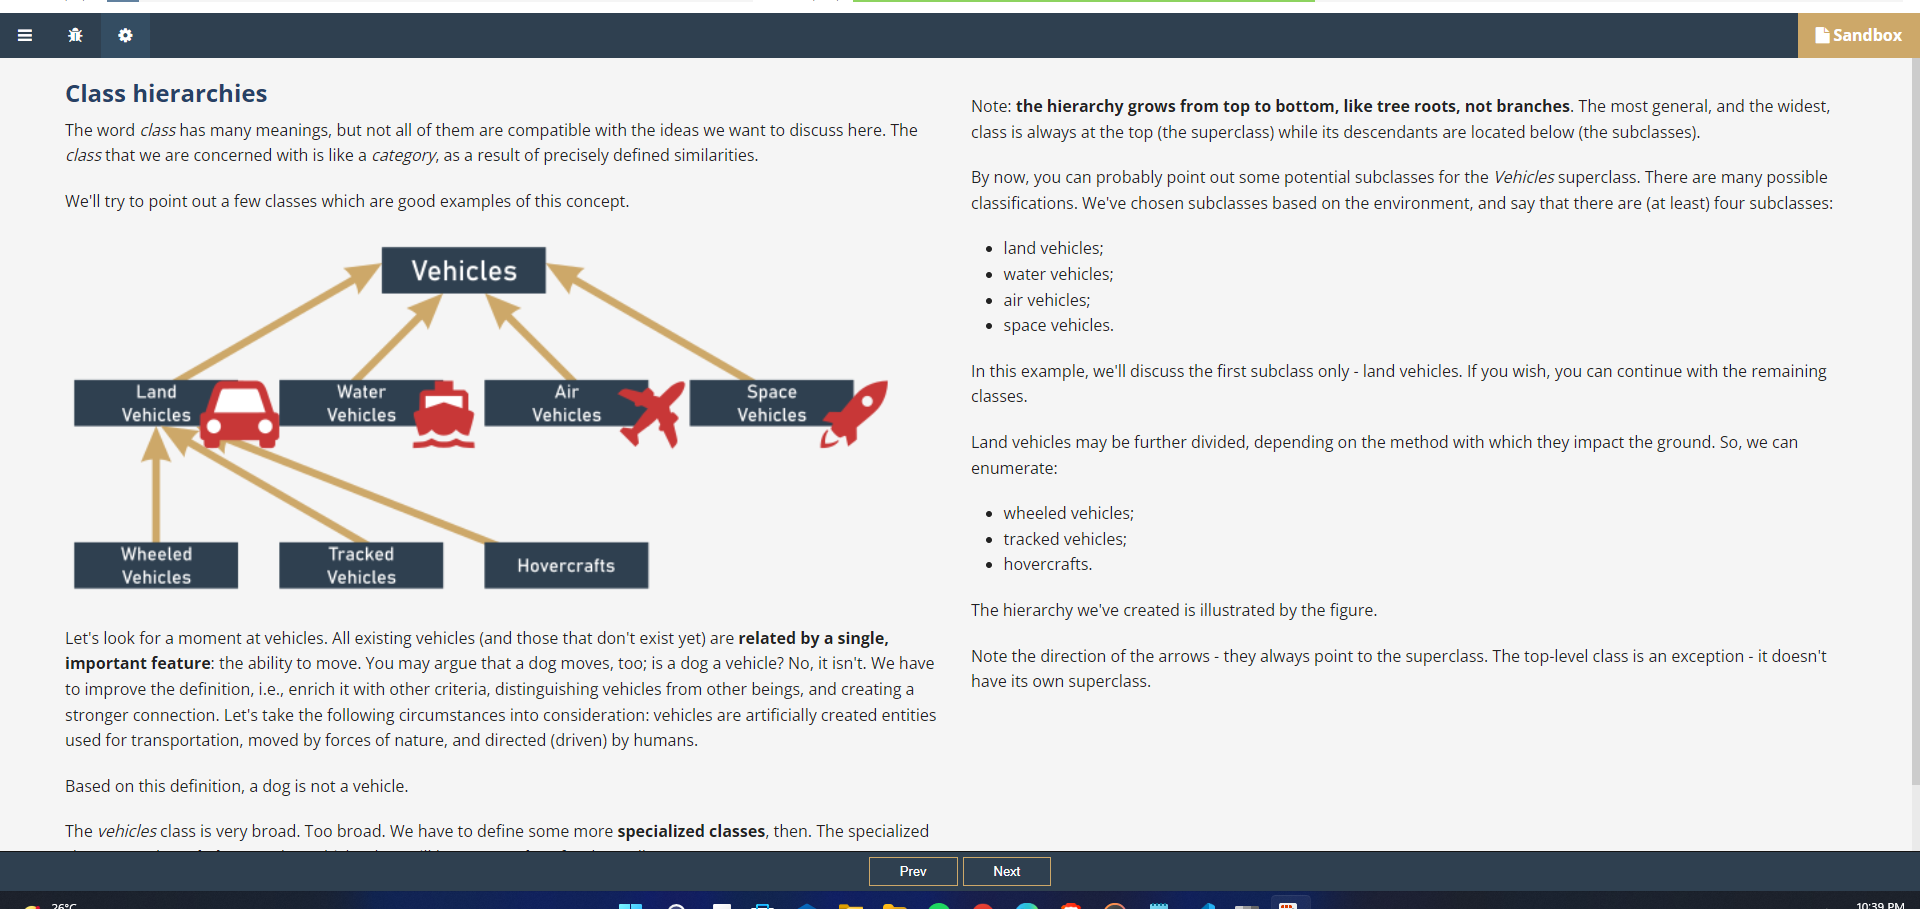 Sandbox
Class hierarchies
The word class has many meanings, but not all of them are compatible with the ideas we want to discuss here. The
class that we are concerned with is like a category, as a result of precisely defined similarities.
We'll try to point out a few classes which are good examples of this concept.
Vehicles
Land
Vehicles
Water
Vehicles
Air
Vehicles
Space
Vehicles
Wheeled
Vehicles
Tracked
Vehicles
Hovercrafts
Let's look for a moment at vehicles. All existing vehicles (and those that don't exist yet) are related by a single,
important feature: the ability to move. You may argue that a dog moves, too; is a dog a vehicle? No, it isn't. We have
to improve the definition, i.e., enrich it with other criteria, distinguishing vehicles from other beings, and creating a
stronger connection. Let's take the following circumstances into consideration: vehicles are artificially created entities
used for transportation, moved by forces of nature, and directed (driven) by humans.
Based on this definition, a dog is not a vehicle.
The vehicles class is very broad. Too broad. We have to define some more specialized classes, then. The specialized
Note: the hierarchy grows from top to bottom, like tree roots, not branches. The most general, and the widest,
class is always at the top (the superclass) while its descendants are located below (the subclasses).
By now, you can probably point out some potential subclasses for the Vehicles superclass. There are many possible
classifications. We've chosen subclasses based on the environment, and say that there are (at least) four subclasses:
• land vehicles;
• water vehicles;
• air vehicles;
• space vehicles.
In this example, we'll discuss the first subclass only - land vehicles. If you wish, you can continue with the remaining
classes.
Land vehicles may be further divided, depending on the method with which they impact the ground. So, we can
enumerate:
• wheeled vehicles;
• tracked vehicles;
• hovercrafts.
The hierarchy we've created is illustrated by the figure.
Note the direction of the arrows - they always point to the superclass. The top-level class is an exception - it doesn't
have its own superclass.
Prev
Next
26°C
10:39 PM